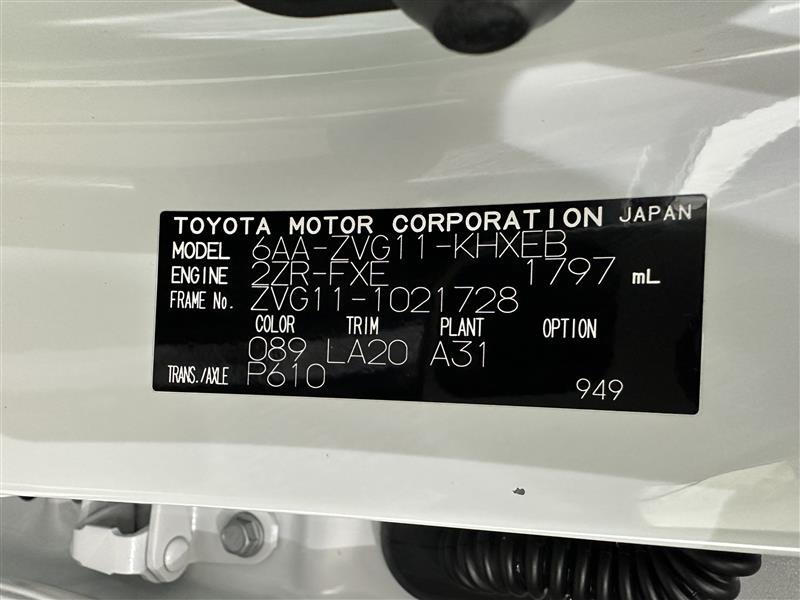 TOYOTA MOTOR CORPORATION JAPAN
MODEL 6AA-ZVG11-KHXEB
ENGINE 2ZR-FXE 1797 mL
FRAME No. ZVG11-1021728
COLOR TRIM PLANT OPTION
089 LA20 A31
TRANS./AXLE P610
949